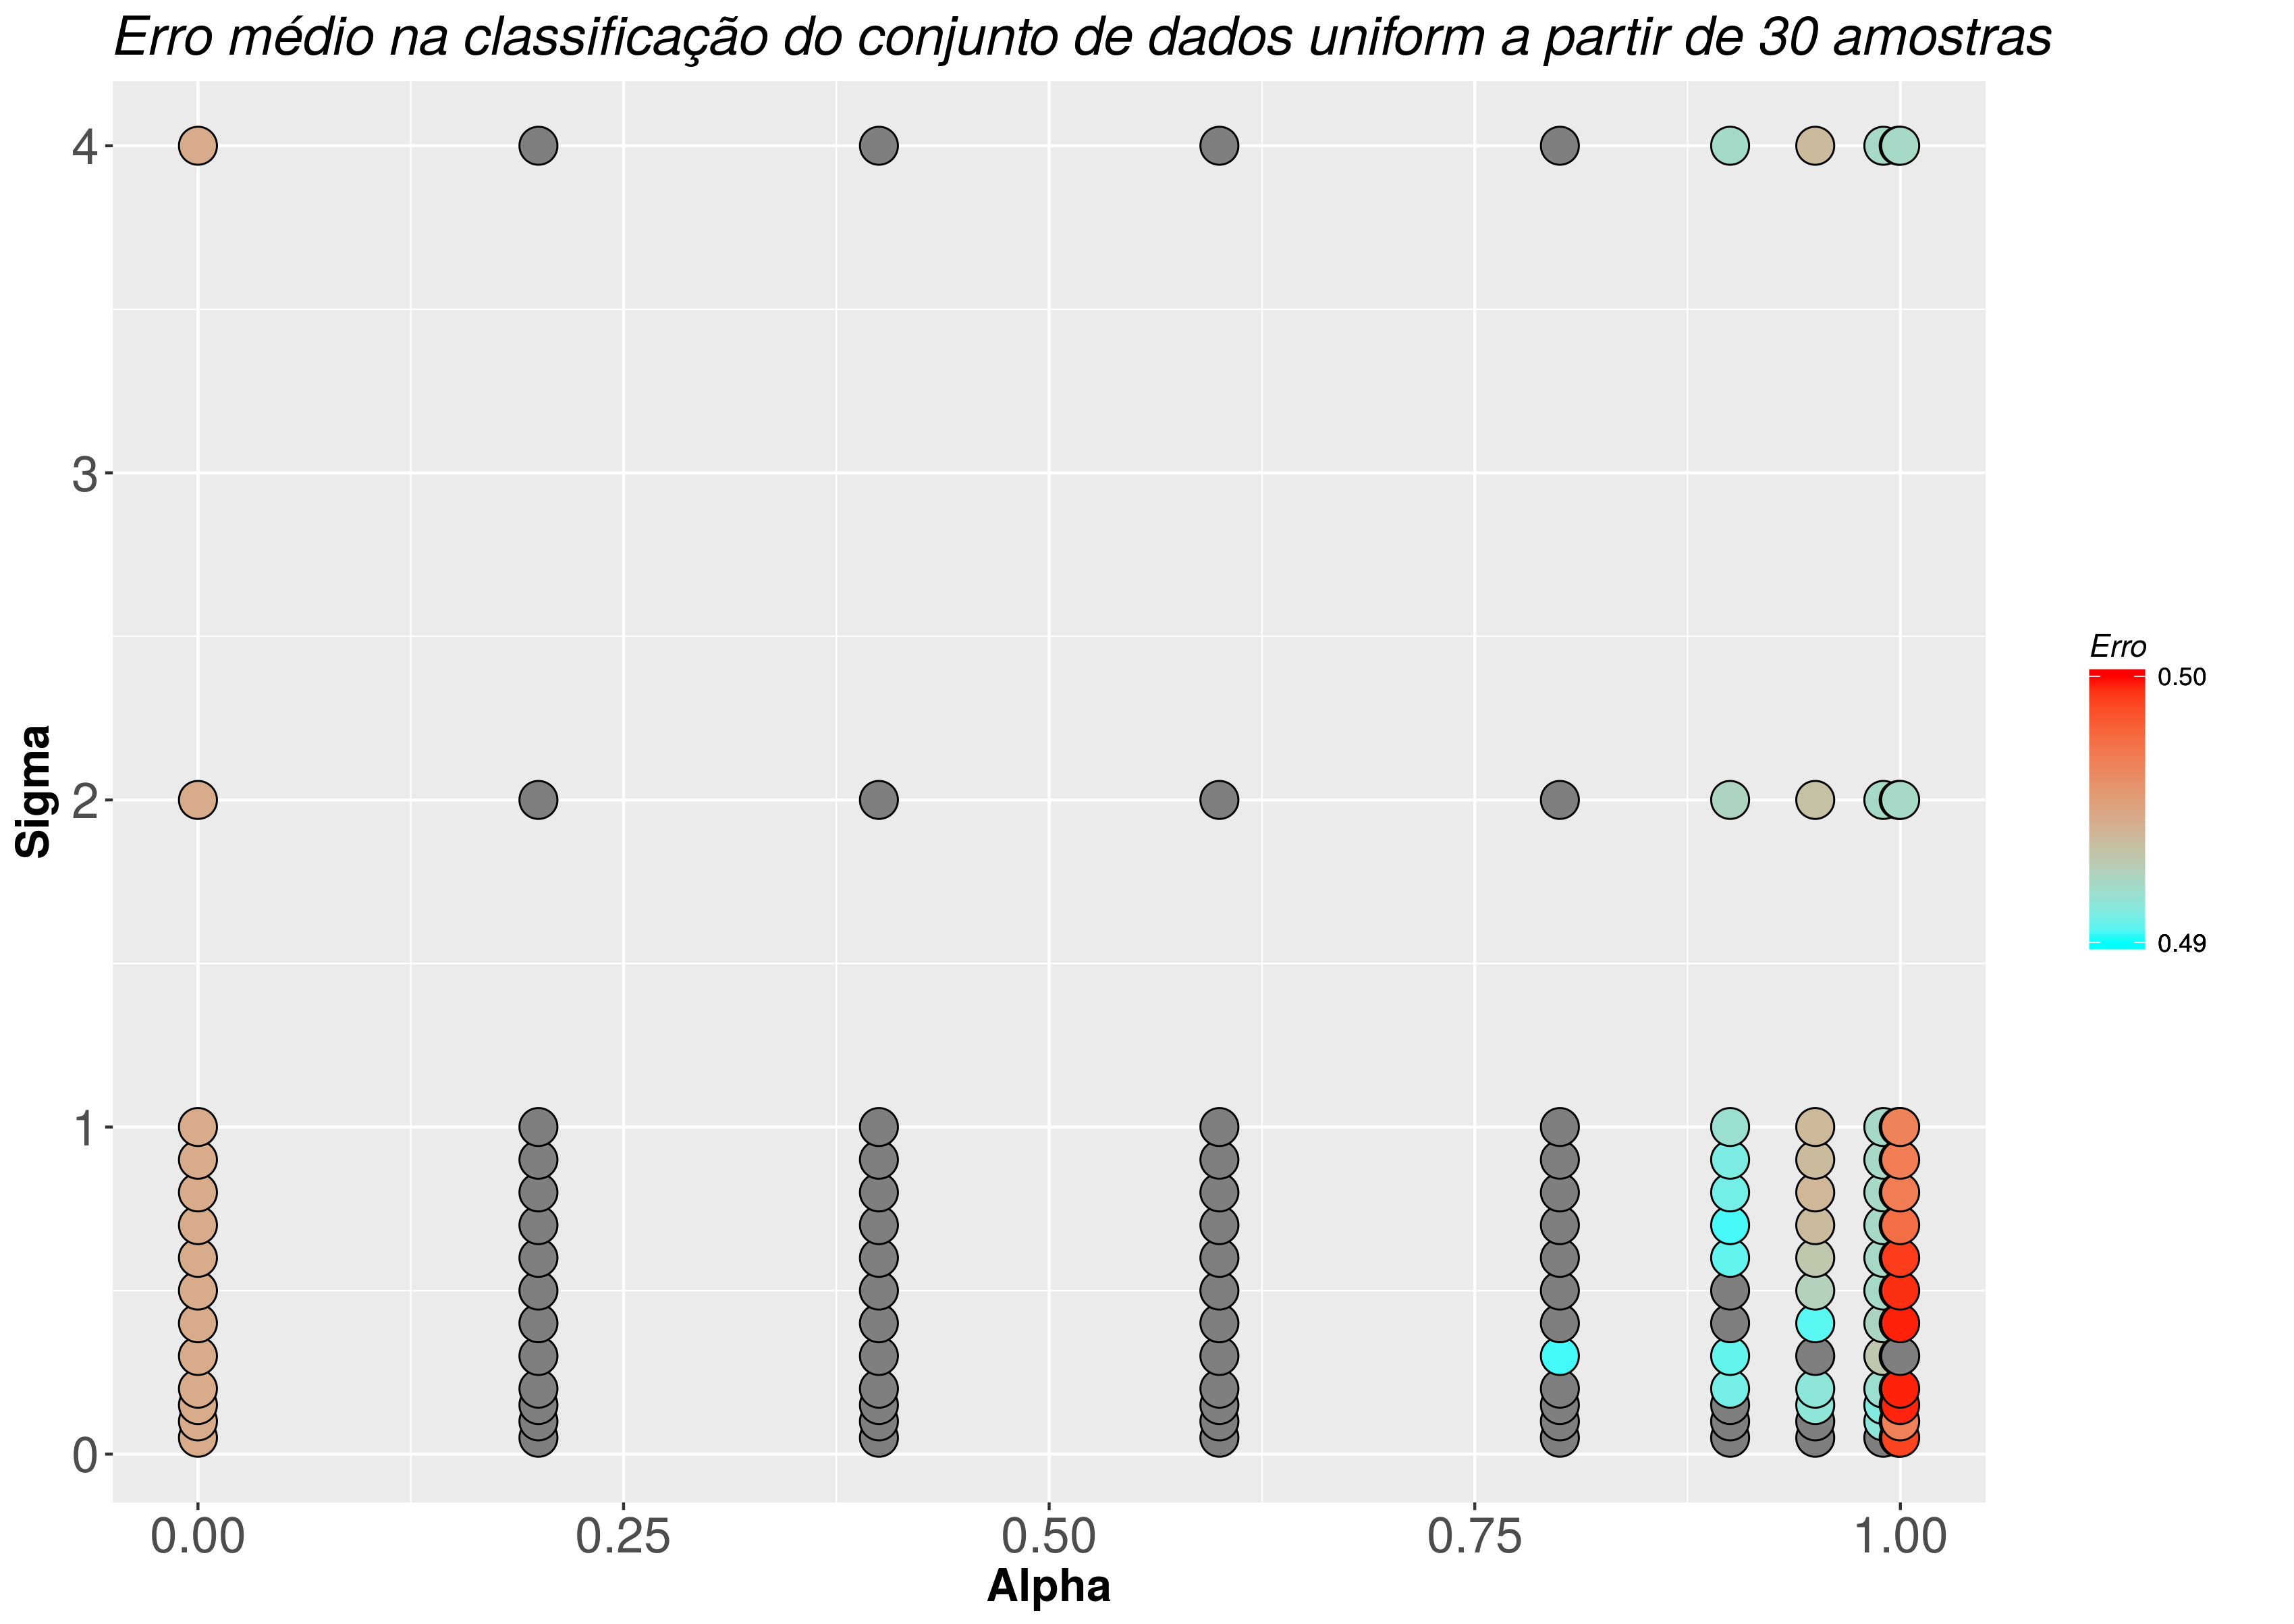 Erro médio na classificação do conjunto de dados uniform a partir de 30 amostras
4
3
2
1
0
Sigma
0.00 0.25 0.50 0.75 1.00
Alpha
Erro
0.50
0.49